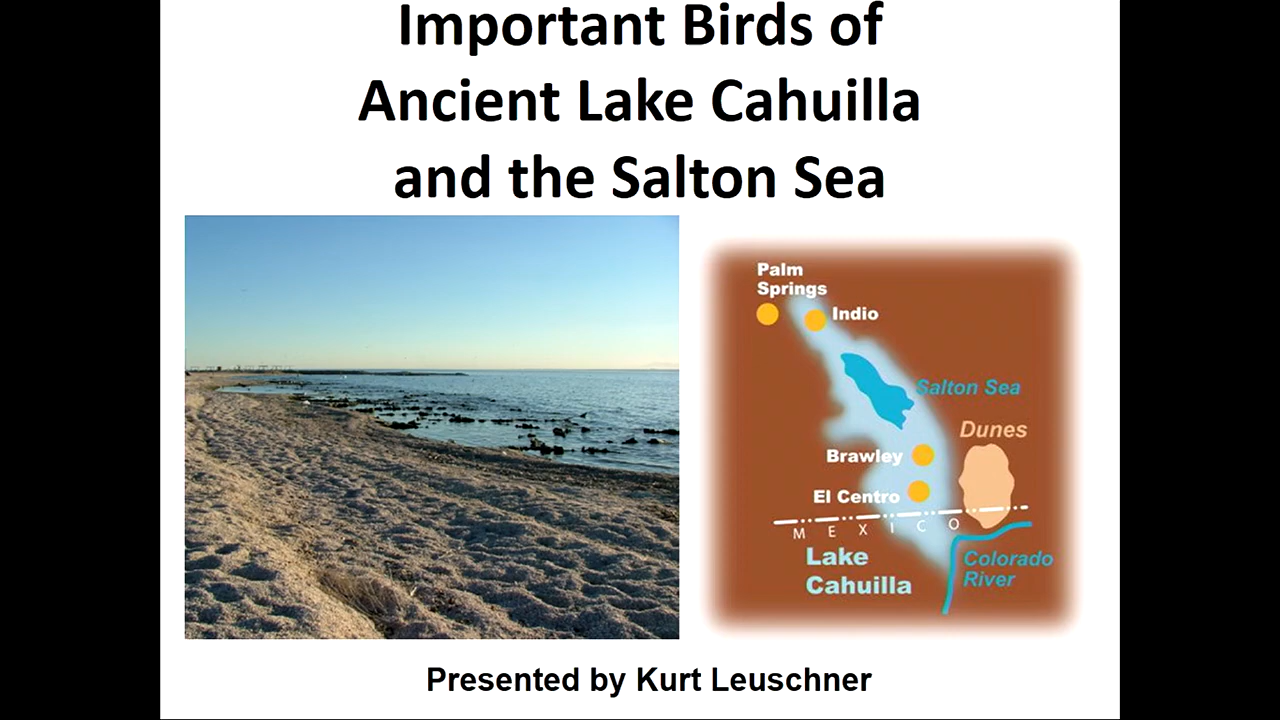 Important Birds of
Ancient Lake Cahuilla
and the Salton Sea
Palm
Springs
Indio
Salton Sea
Dunes
Brawley
El Centro
MEXICO
Lake
Cahuilla
Colorado
River
Presented by Kurt Leuschner